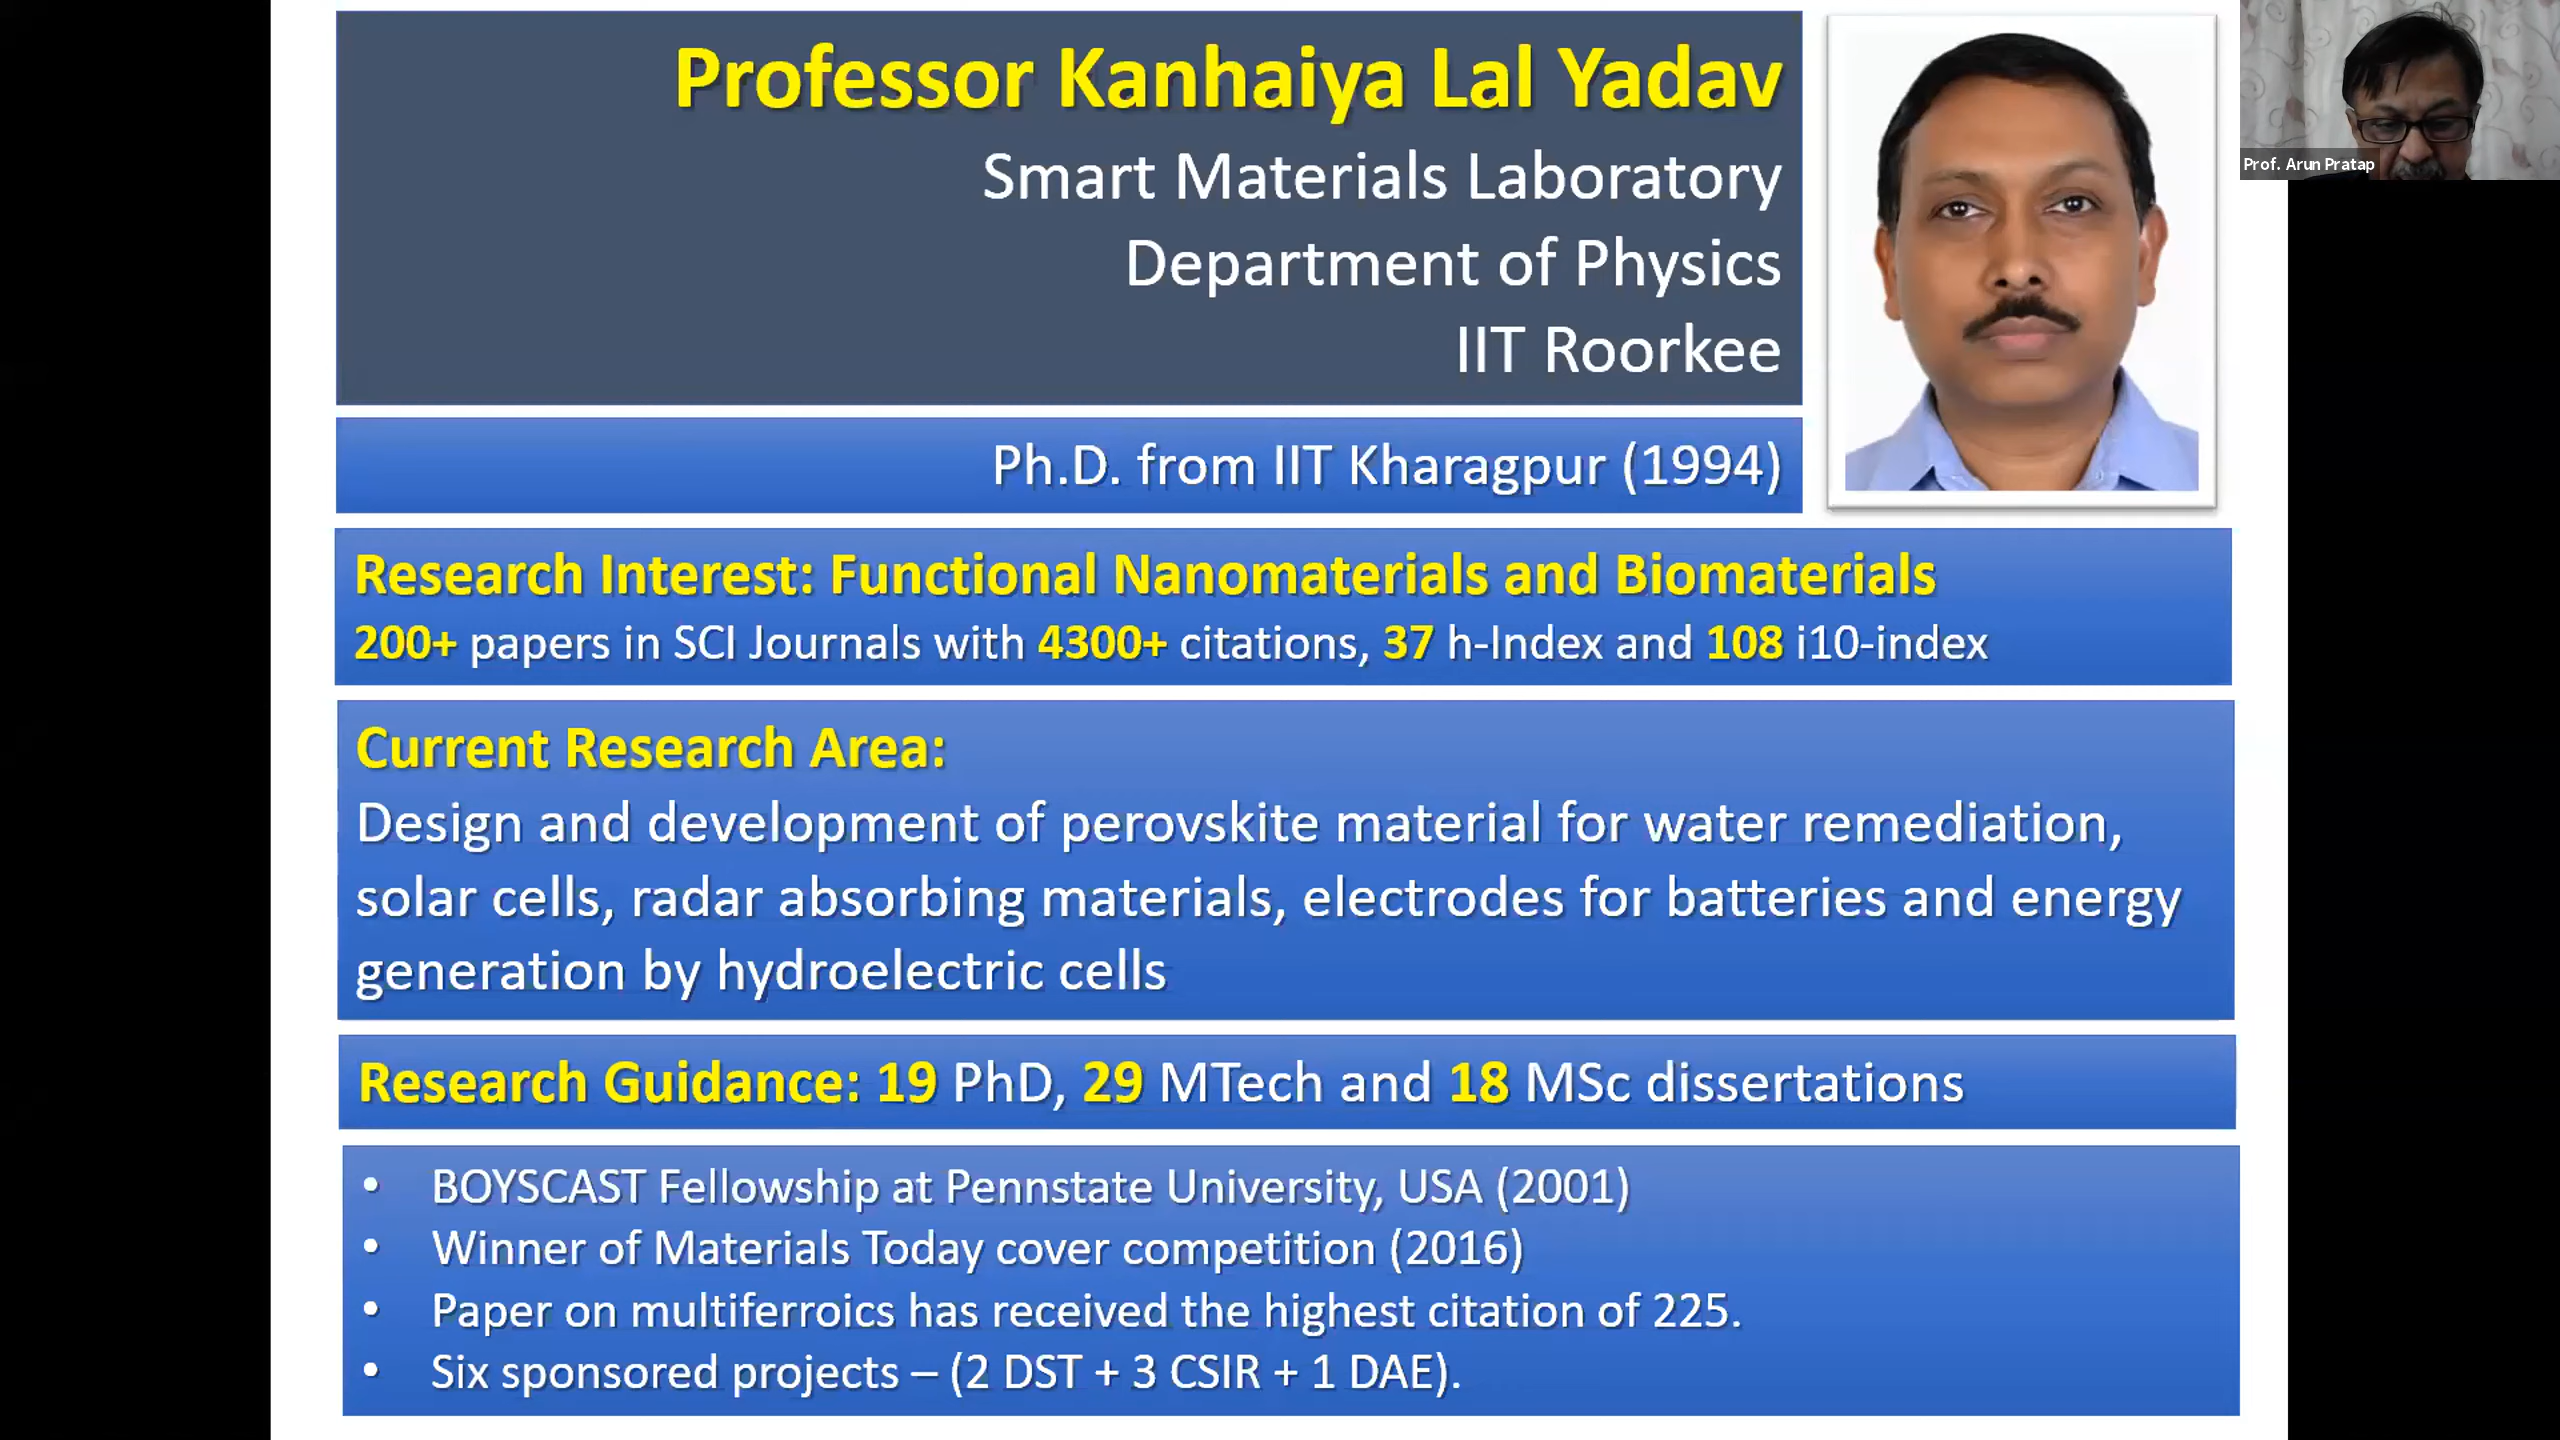 Professor Kanhaiya Lal Yadav
Smart Materials Laboratory
Department of Physics
IIT Roorkee
Prof. Arun Pratap
Ph.D. from IIT Kharagpur (1994)
Research Interest: Functional Nanomaterials and Biomaterials
200+ papers in SCI Journals with 4300+ citations, 37 h-Index and 108 i10-index
Current Research Area:
Design and development of perovskite material for water remediation,
solar cells, radar absorbing materials, electrodes for batteries and energy
generation by hydroelectric cells
Research Guidance: 19 PhD, 29 MTech and 18 MSc dissertations
• BOYSCAST Fellowship at Pennstate University, USA (2001)
• Winner of Materials Today cover competition (2016)
• Paper on multiferroics has received the highest citation of 225.
• Six sponsored projects – (2 DST + 3 CSIR + 1 DAE).